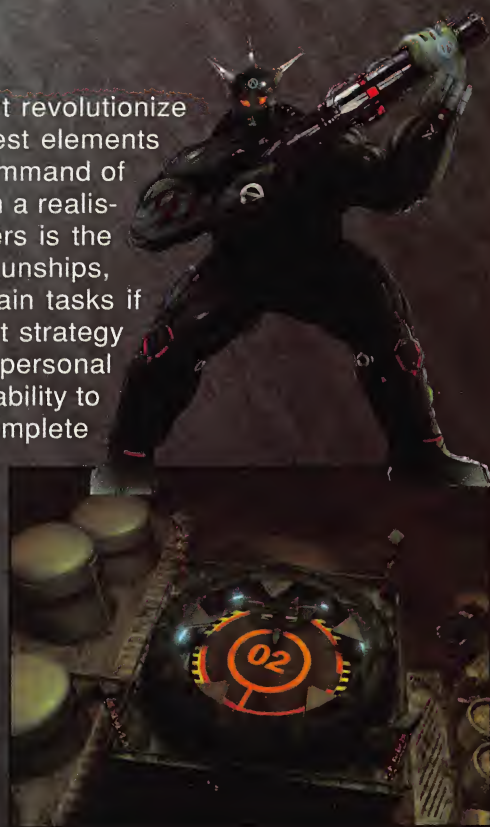 t revolutionize
est elements
mmand of
n a realis-
ers is the
unships,
ain tasks if
t strategy
personal
ability to
mplete
02